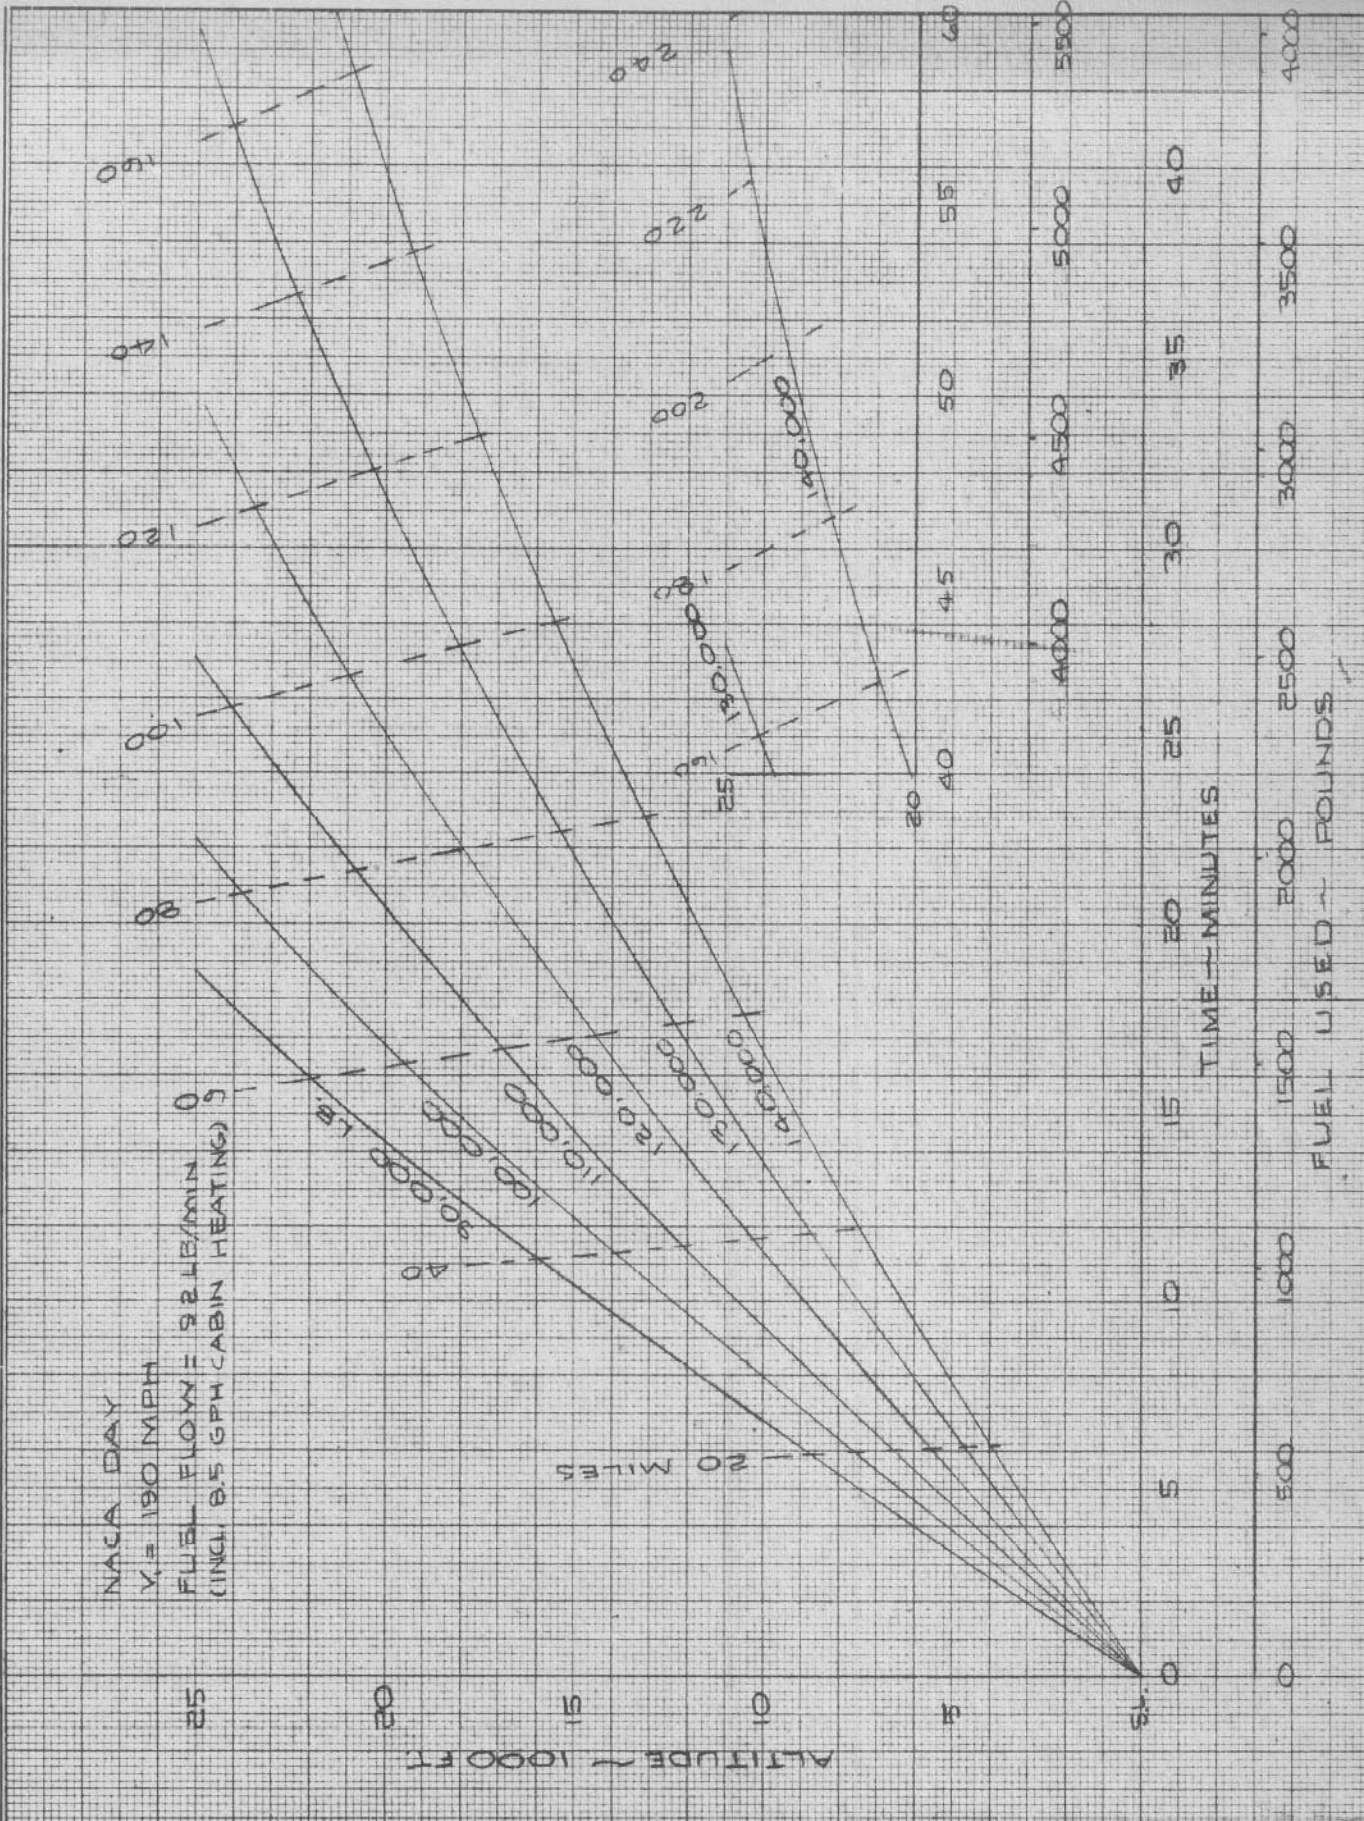 NACA DAY
V₁ = 190 MPH
FUEL FLOW = 92 LB/MIN
(INCL. 8.5 GPH CABIN HEATING)
ALTITUDE ~ 1000 FT
25
20
15
10
5
S.L.
20 MILES
40
60
80
100
120
140
160
90,000 LB.
100,000
110,000
120,000
130,000
140,000
25
20
130,000
140,000
160
180
200
220
240
40 45 50 55 60
4000 4500 5000 5500
0 5 10 15 20 25 30 35 40
TIME ~ MINUTES
0 500 1000 1500 2000 2500 3000 3500 4000
FUEL USED ~ POUNDS